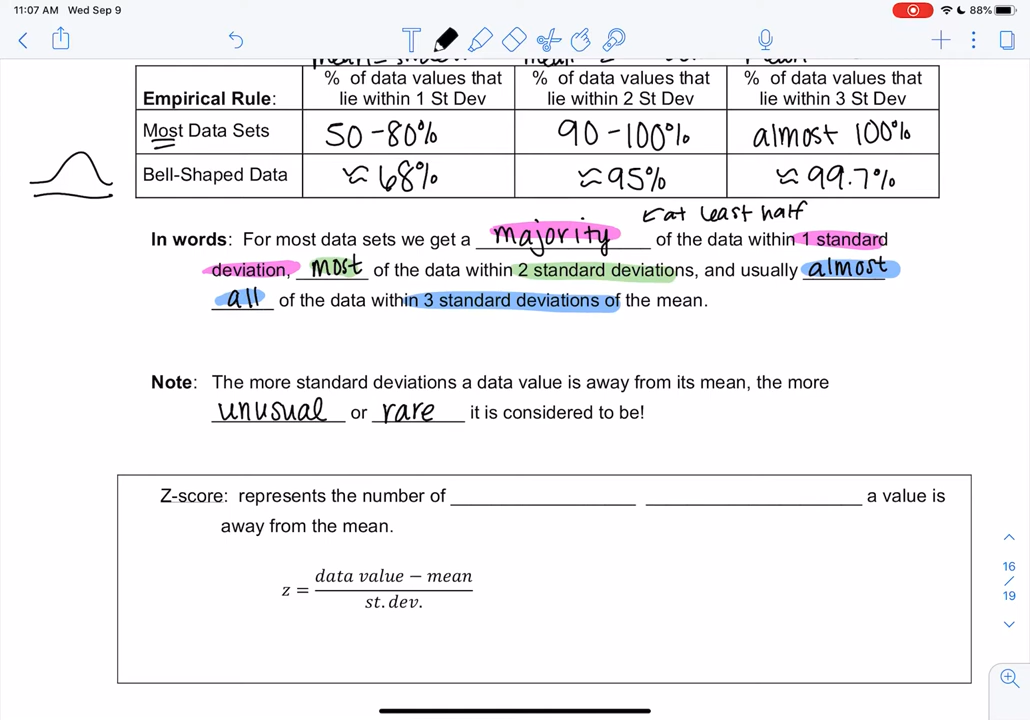 11:07 AM Wed Sep 9 88%
% of data values that % of data values that % of data values that
Empirical Rule: lie within 1 St Dev lie within 2 St Dev lie within 3 St Dev
Most Data Sets 50-80% 90-100% almost 100%
Bell-Shaped Data ≈68% ≈95% ≈99.7%
← at least half
In words: For most data sets we get a majority of the data within 1 standard
deviation, most of the data within 2 standard deviations, and usually almost
all of the data within 3 standard deviations of the mean.
Note: The more standard deviations a data value is away from its mean, the more
unusual or rare it is considered to be!
Z-score: represents the number of ____________ ____________ a value is
away from the mean.
z = (data value − mean) / st. dev.
16
/
19